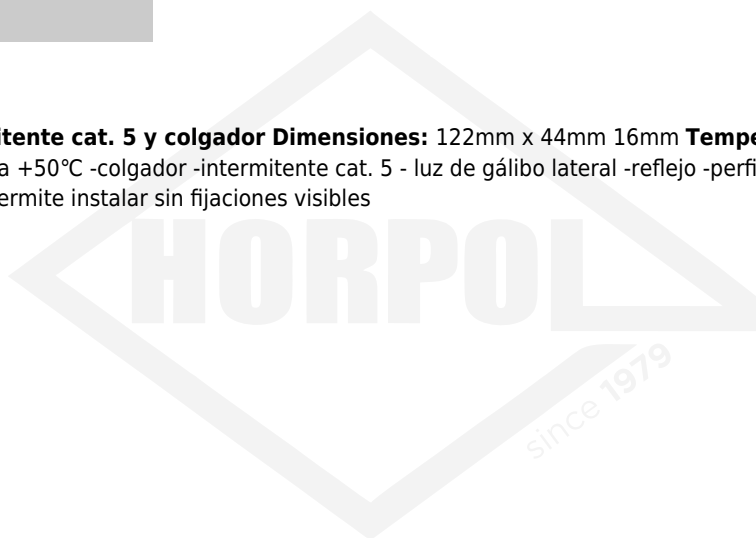 itente cat. 5 y colgador Dimensiones: 122mm x 44mm 16mm Tempe
a +50℃ -colgador -intermitente cat. 5 - luz de gálibo lateral -reflejo -perfi
ermite instalar sin fijaciones visibles
HORPOL
since 1979